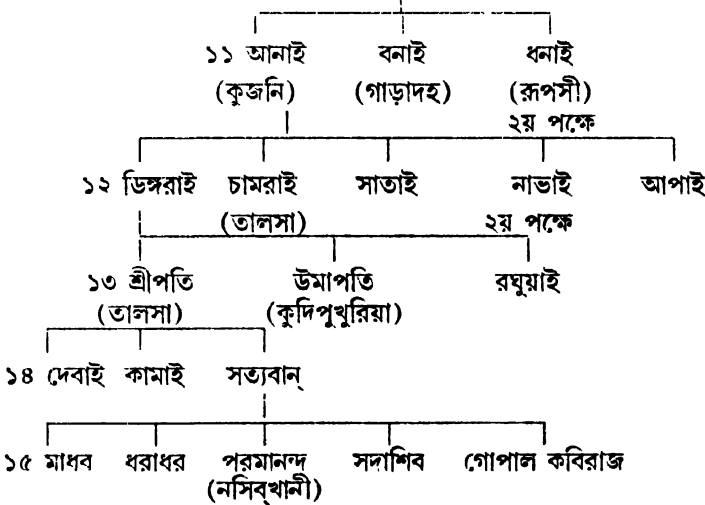 ১১ আনাই বনাই ধনাই
(কুজনি) (গাড়াদহ) (রূপসী)
২য় পক্ষে
১২ ডিঙ্গরাই চামরাই সাতাই নাভাই আপাই
(তালসা) ২য় পক্ষে
১৩ শ্রীপতি উমাপতি রঘুয়াই
(তালসা) (কুদিপুখুরিয়া)
১৪ দেবাই কামাই সত্যবান্
১৫ মাধব ধরাধর পরমানন্দ সদাশিব গোপাল কবিরাজ
(নসিব্‌খানী)